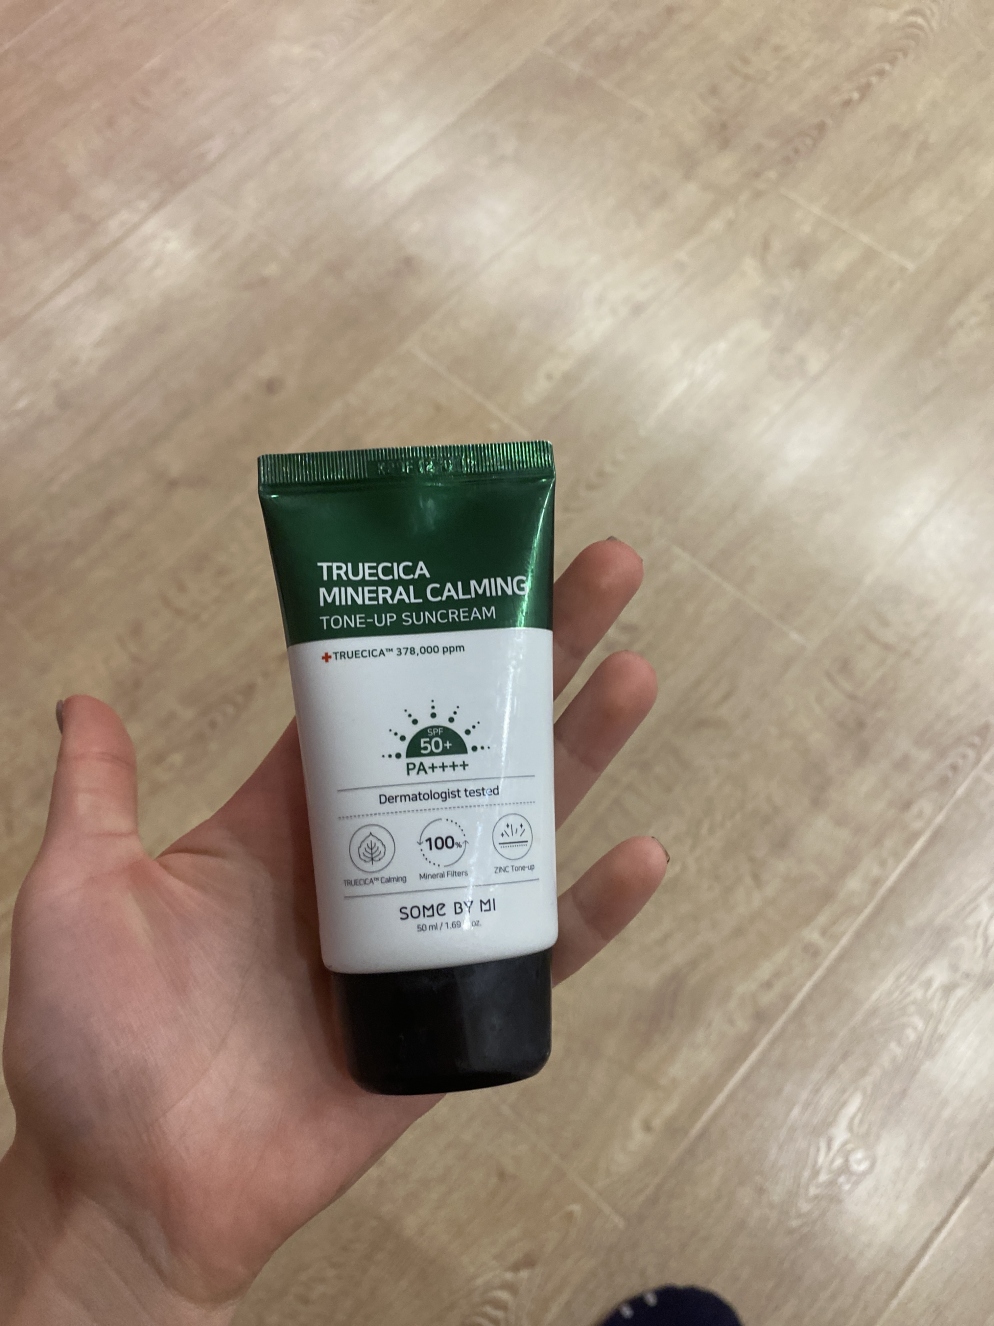 TRUECICA
MINERAL CALMING
TONE-UP SUNCREAM
TRUECICA™ 378,000 ppm
SPF
50+
PA++++
Dermatologist tested
100%
TRUECICA™ Calming
Mineral Filters
ZINC Tone-up
SOME BY MI
50 ml / 1.69 oz.